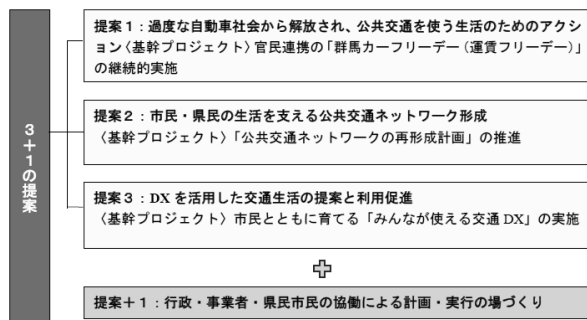 3+1の提案
提案1：過度な自動車社会から解放され、公共交通を使う生活のためのアク
ション〈基幹プロジェクト〉官民連携の「群馬カーフリーデー（運賃フリーデー）」
の継続的実施
提案2：市民・県民の生活を支える公共交通ネットワーク形成
〈基幹プロジェクト〉「公共交通ネットワークの再形成計画」の推進
提案3：DXを活用した交通生活の提案と利用促進
〈基幹プロジェクト〉市民とともに育てる「みんなが使える交通DX」の実施
提案+1：行政・事業者・県民市民の協働による計画・実行の場づくり